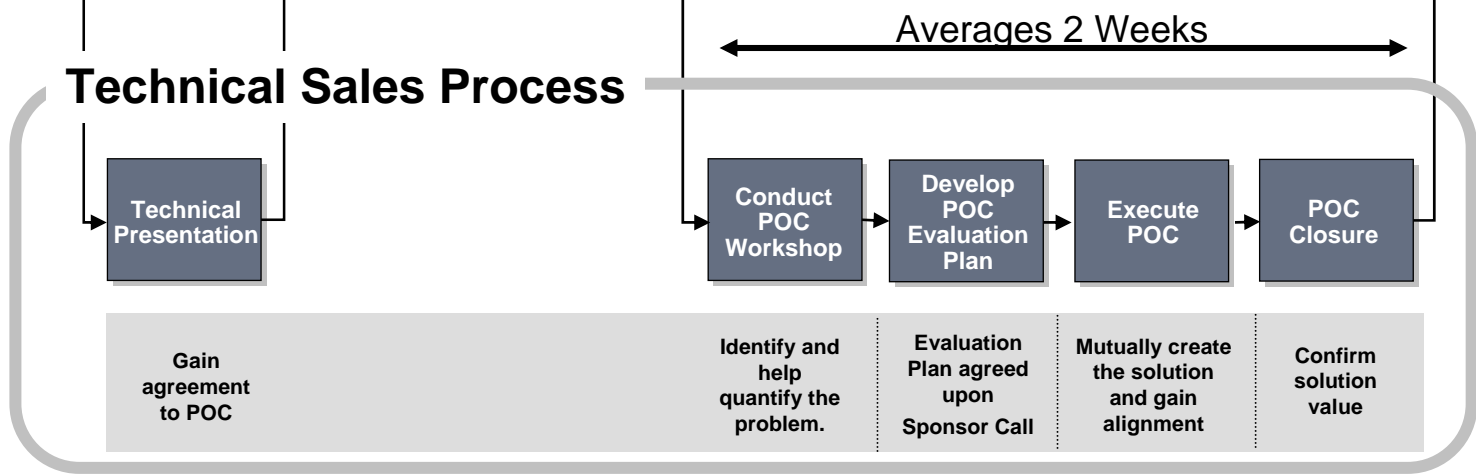 Averages 2 Weeks
Technical Sales Process
Technical
Presentation
Conduct
POC
Workshop
Develop
POC
Evaluation
Plan
Execute
POC
POC
Closure
Gain
agreement
to POC
Identify and
help
quantify the
problem.
Evaluation
Plan agreed
upon
Sponsor Call
Mutually create
the solution
and gain
alignment
Confirm
solution
value